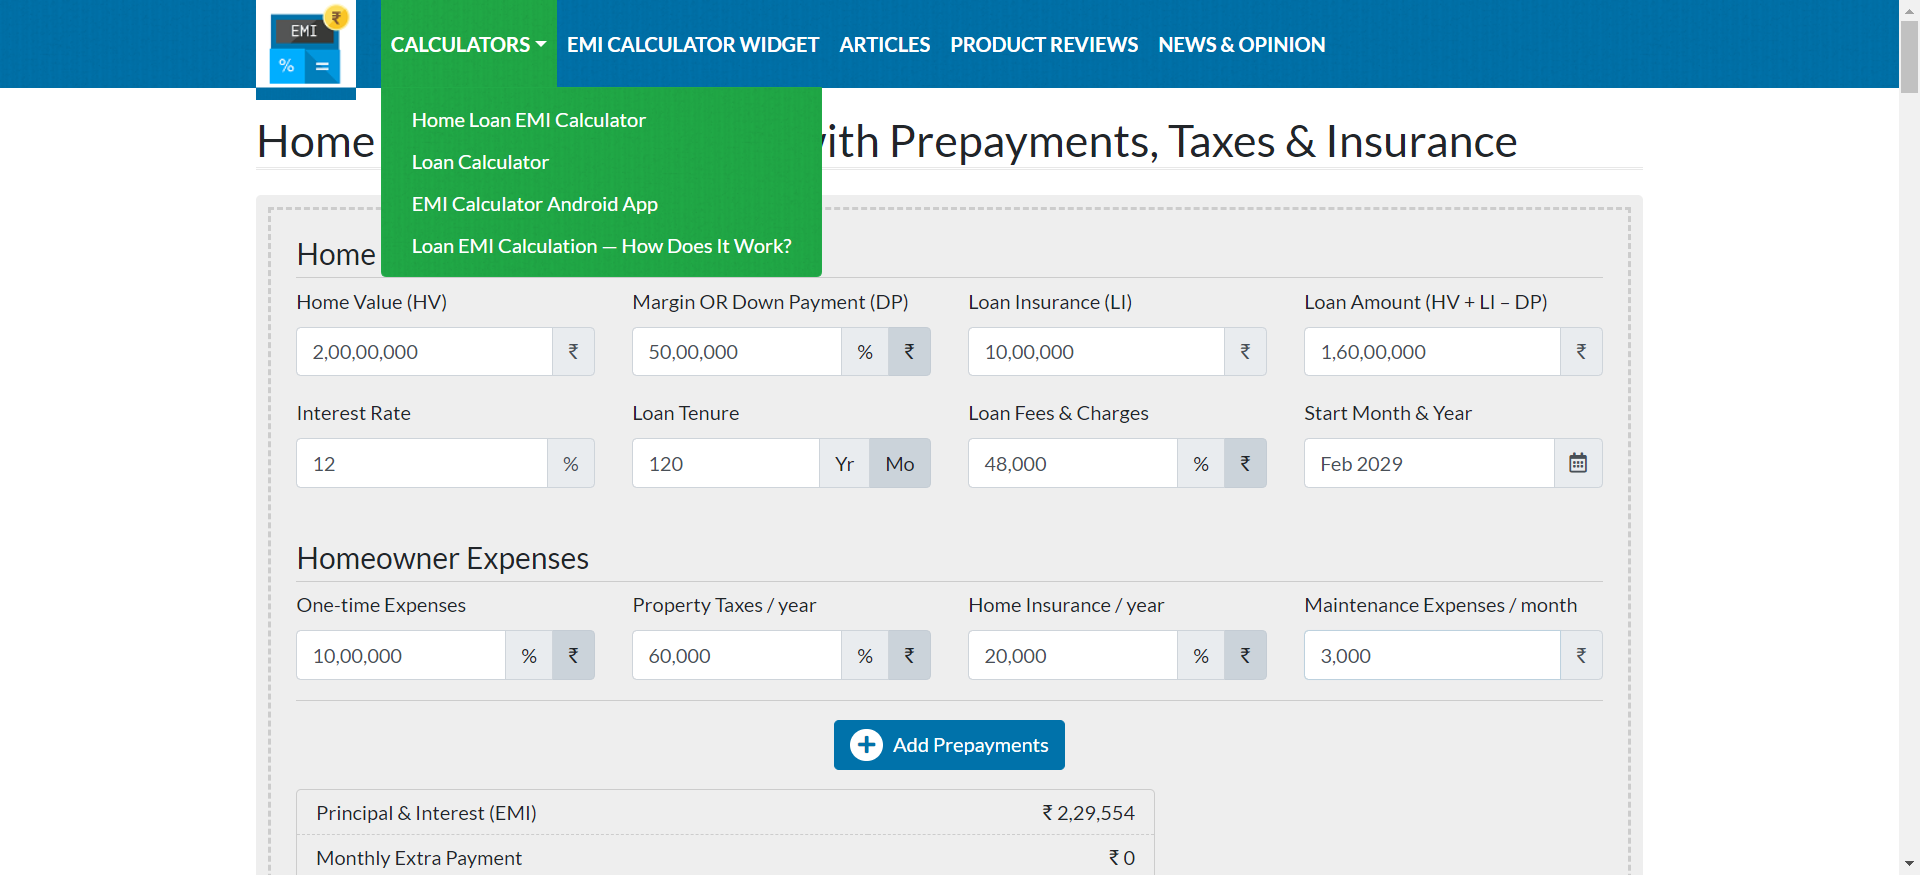 EMI
₹
%
=
CALCULATORS
EMI CALCULATOR WIDGET
ARTICLES
PRODUCT REVIEWS
NEWS & OPINION
Home Loan EMI Calculator
Loan Calculator
EMI Calculator Android App
Loan EMI Calculation — How Does It Work?
Home
ith Prepayments, Taxes & Insurance
Home
Home Value (HV)
Margin OR Down Payment (DP)
Loan Insurance (LI)
Loan Amount (HV + LI – DP)
2,00,00,000 ₹
50,00,000 % ₹
10,00,000 ₹
1,60,00,000 ₹
Interest Rate
Loan Tenure
Loan Fees & Charges
Start Month & Year
12 %
120 Yr Mo
48,000 % ₹
Feb 2029
Homeowner Expenses
One-time Expenses
Property Taxes / year
Home Insurance / year
Maintenance Expenses / month
10,00,000 % ₹
60,000 % ₹
20,000 % ₹
3,000 ₹
Add Prepayments
Principal & Interest (EMI) ₹ 2,29,554
Monthly Extra Payment ₹ 0